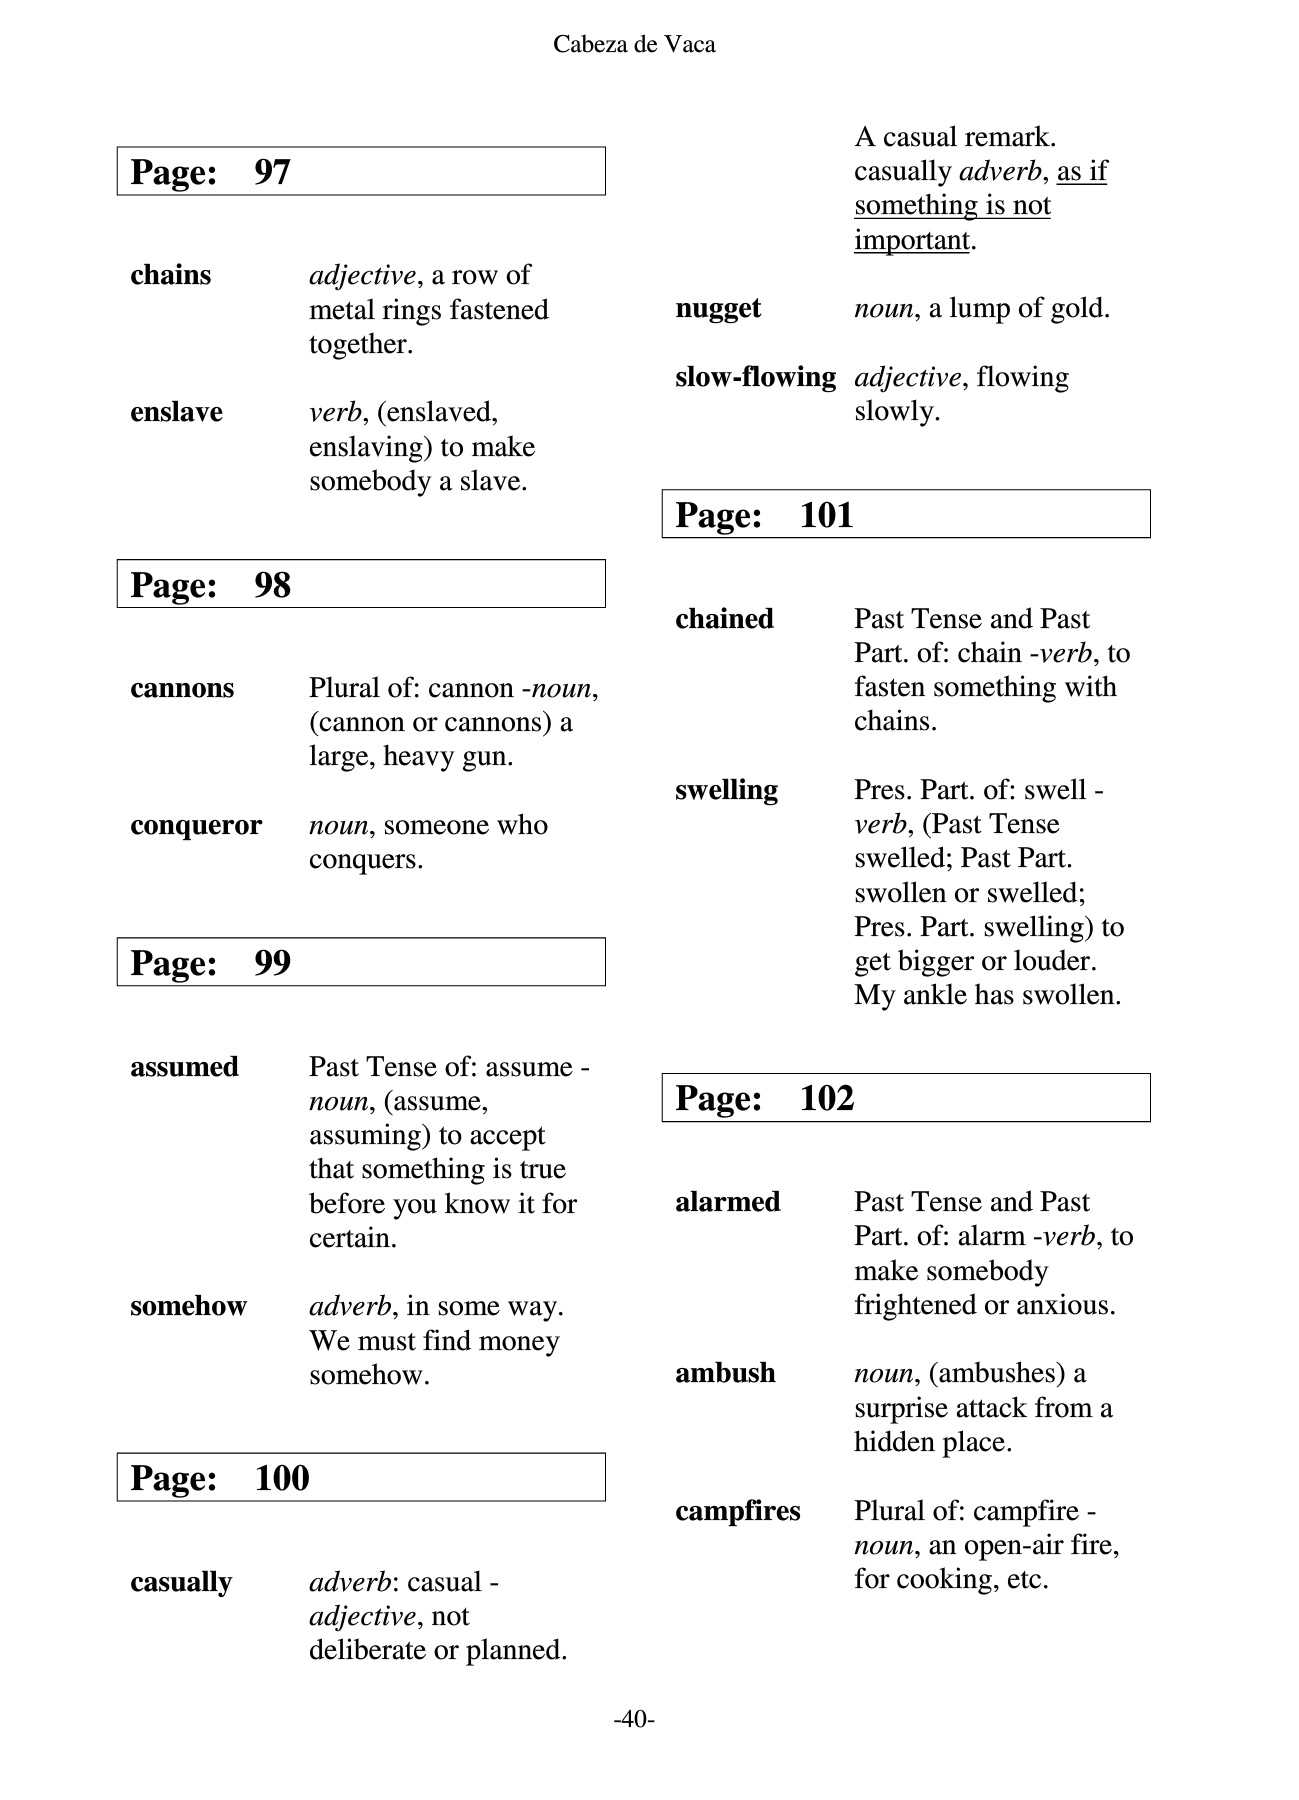 Cabeza de Vaca
Page: 97
chains adjective, a row of
metal rings fastened
together.
enslave verb, (enslaved,
enslaving) to make
somebody a slave.
Page: 98
cannons Plural of: cannon -noun,
(cannon or cannons) a
large, heavy gun.
conqueror noun, someone who
conquers.
Page: 99
assumed Past Tense of: assume -
noun, (assume,
assuming) to accept
that something is true
before you know it for
certain.
somehow adverb, in some way.
We must find money
somehow.
Page: 100
casually adverb: casual -
adjective, not
deliberate or planned.
A casual remark.
casually adverb, as if
something is not
important.
nugget noun, a lump of gold.
slow-flowing adjective, flowing
slowly.
Page: 101
chained Past Tense and Past
Part. of: chain -verb, to
fasten something with
chains.
swelling Pres. Part. of: swell -
verb, (Past Tense
swelled; Past Part.
swollen or swelled;
Pres. Part. swelling) to
get bigger or louder.
My ankle has swollen.
Page: 102
alarmed Past Tense and Past
Part. of: alarm -verb, to
make somebody
frightened or anxious.
ambush noun, (ambushes) a
surprise attack from a
hidden place.
campfires Plural of: campfire -
noun, an open-air fire,
for cooking, etc.
-40-